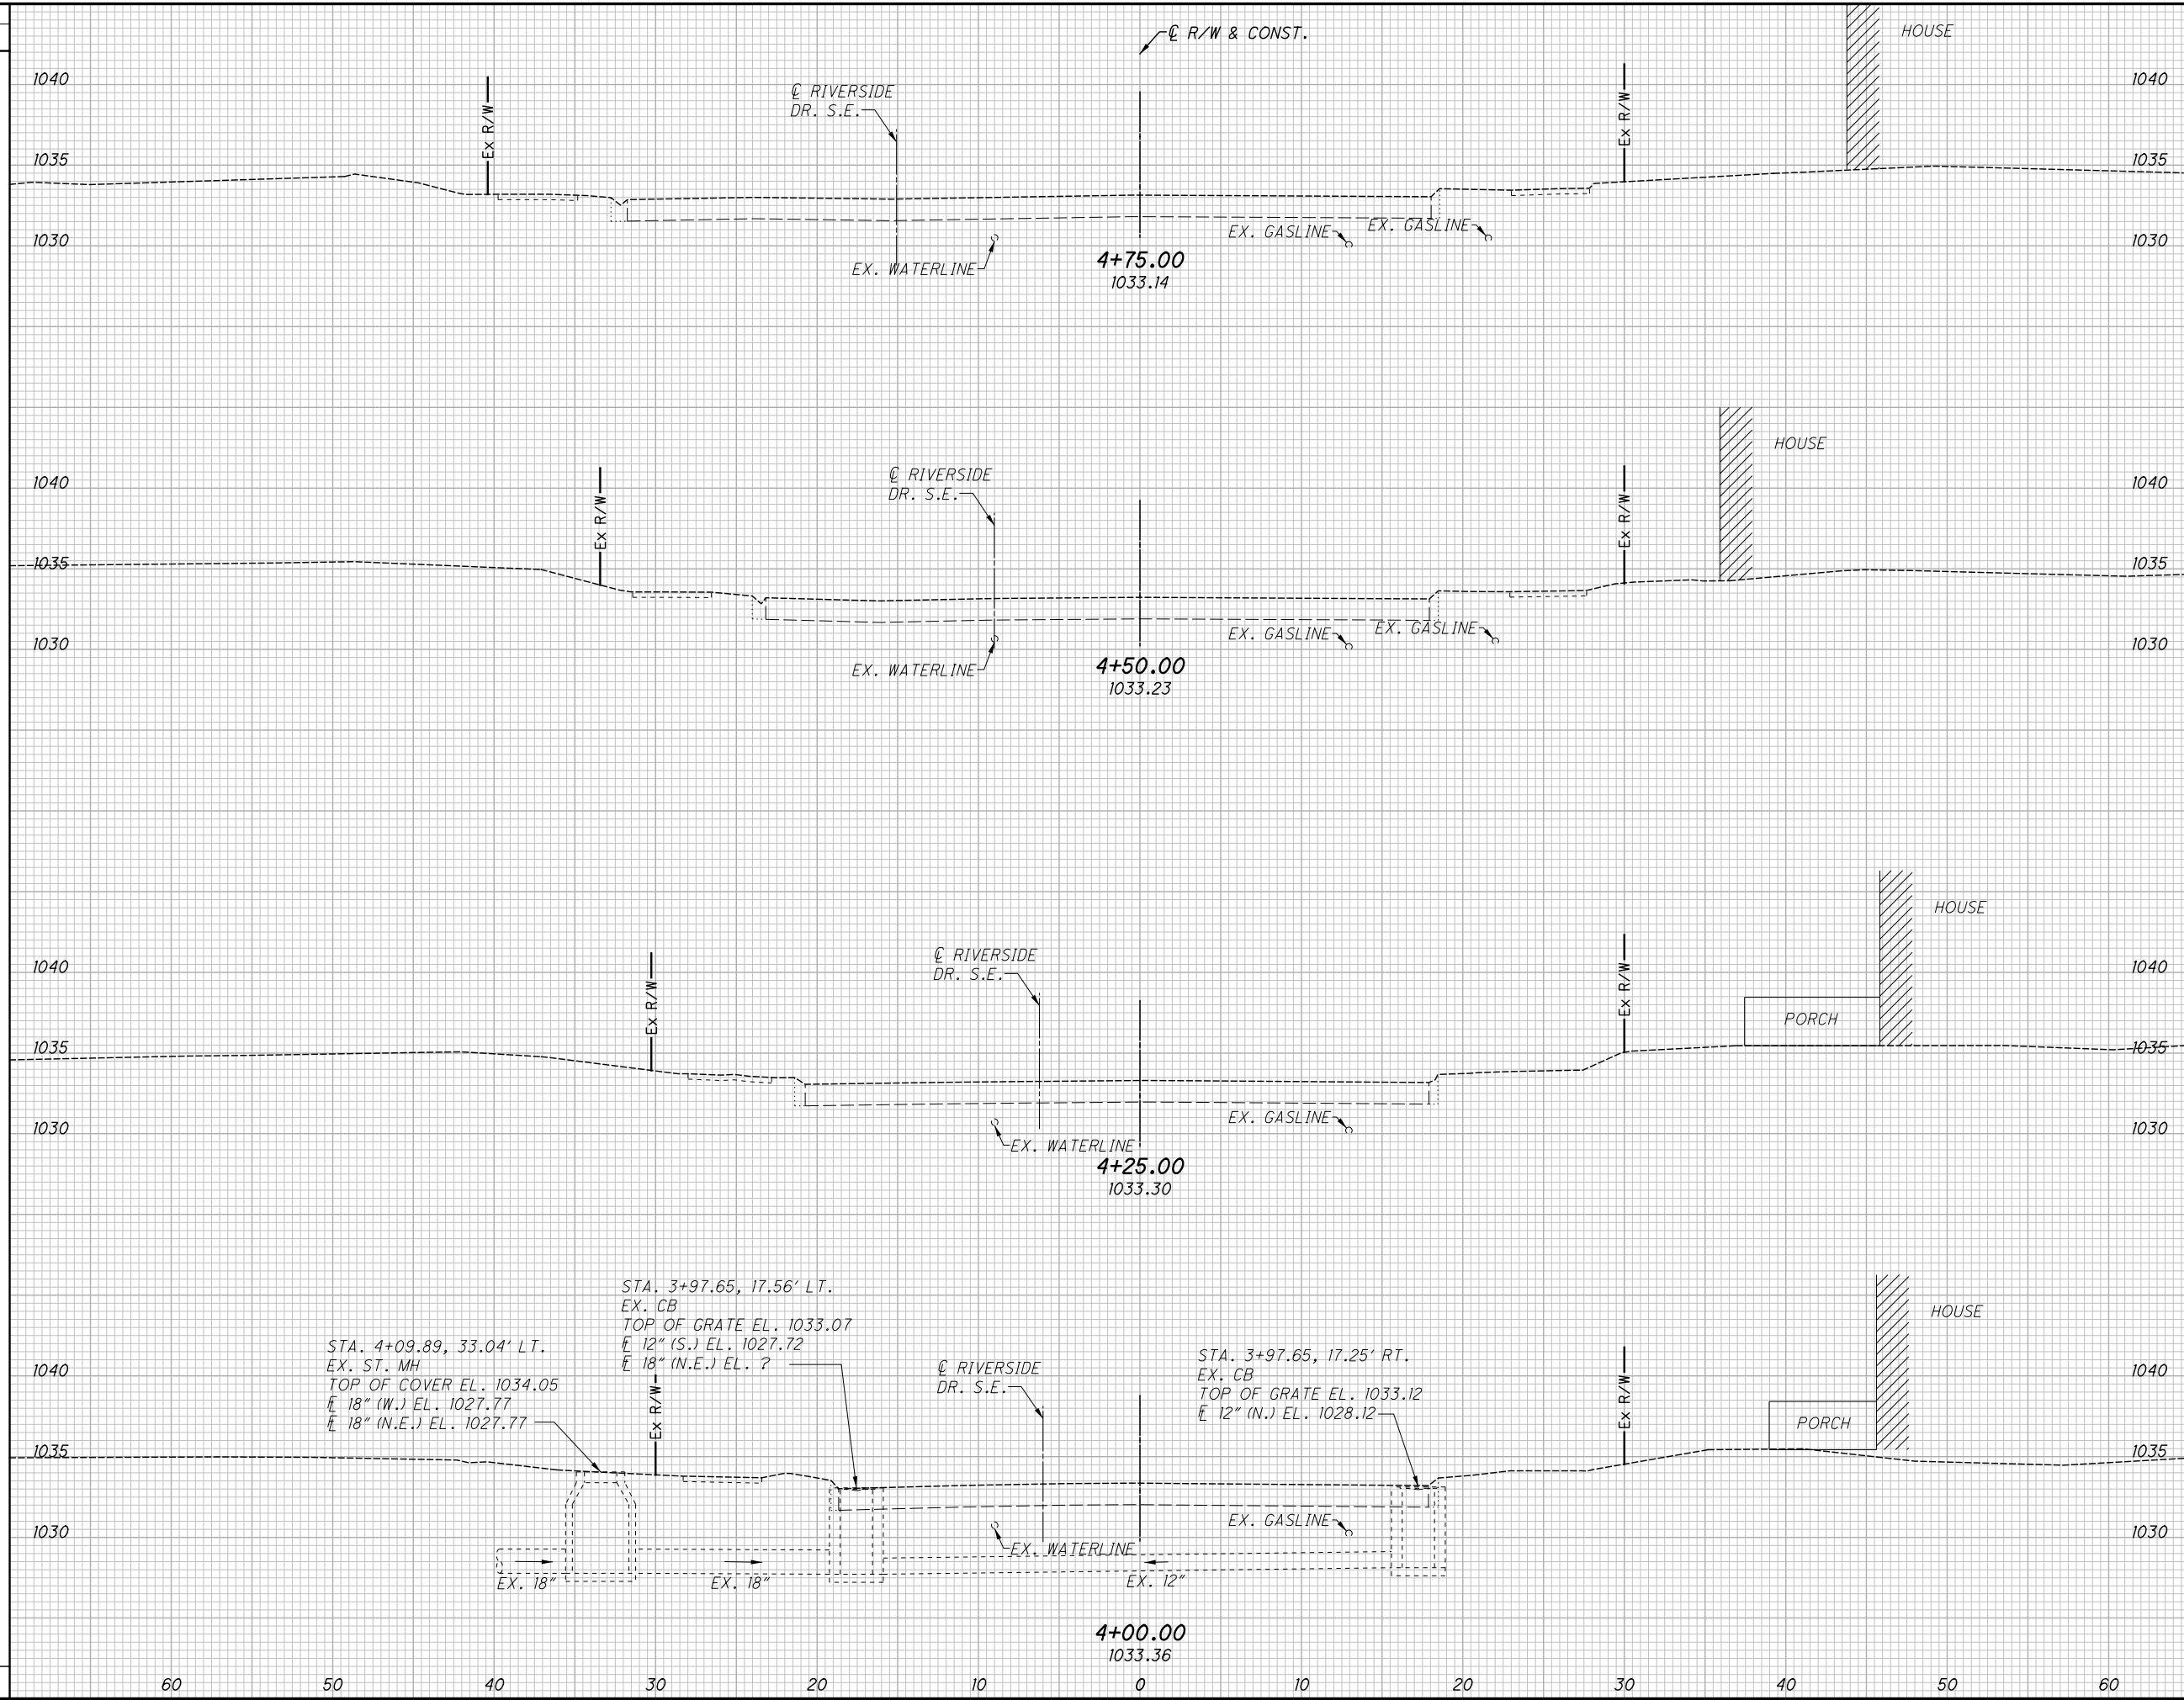 ℄ R/W & CONST.
HOUSE
1040
1040
℄ RIVERSIDE
DR. S.E.
Ex R/W
Ex R/W
1035
1035
1030
1030
EX. GASLINE
EX. GASLINE
EX. WATERLINE
4+75.00
1033.14
HOUSE
1040
1040
℄ RIVERSIDE
DR. S.E.
Ex R/W
Ex R/W
1035
1035
1030
1030
EX. GASLINE
EX. GASLINE
EX. WATERLINE
4+50.00
1033.23
HOUSE
1040
1040
℄ RIVERSIDE
DR. S.E.
Ex R/W
Ex R/W
PORCH
1035
1035
1030
1030
EX. GASLINE
EX. WATERLINE
4+25.00
1033.30
STA. 3+97.65, 17.56' LT.
EX. CB
TOP OF GRATE EL. 1033.07
FL 12" (S.) EL. 1027.72
FL 18" (N.E.) EL. ?
HOUSE
STA. 4+09.89, 33.04' LT.
EX. ST. MH
TOP OF COVER EL. 1034.05
FL 18" (W.) EL. 1027.77
FL 18" (N.E.) EL. 1027.77
STA. 3+97.65, 17.25' RT.
EX. CB
TOP OF GRATE EL. 1033.12
FL 12" (N.) EL. 1028.12
1040
1040
℄ RIVERSIDE
DR. S.E.
Ex R/W
Ex R/W
PORCH
1035
1035
1030
1030
EX. GASLINE
EX. WATERLINE
EX. 18"
EX. 18"
EX. 12"
4+00.00
1033.36
60 50 40 30 20 10 0 10 20 30 40 50 60